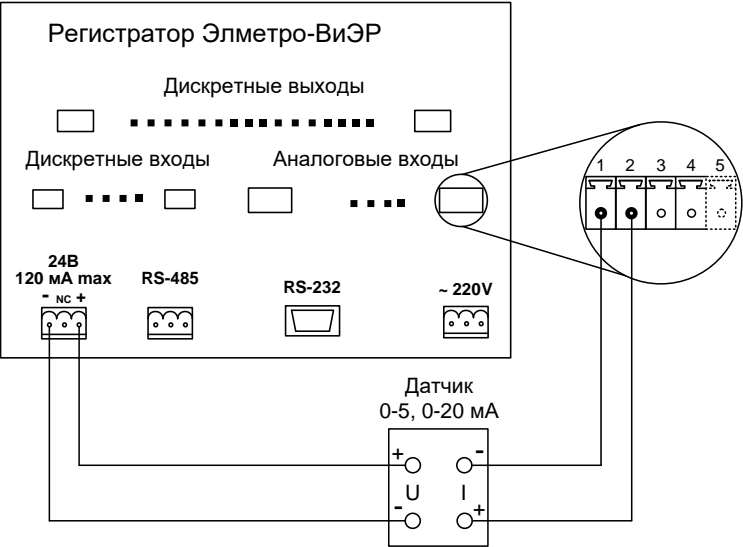 Регистратор Элметро-ВиЭР
Дискретные выходы
Дискретные входы
Аналоговые входы
1 2 3 4 5
24В
120 мА max
- NC +
RS-485
RS-232
~ 220V
Датчик
0-5, 0-20 мА
+ -
U I
- +